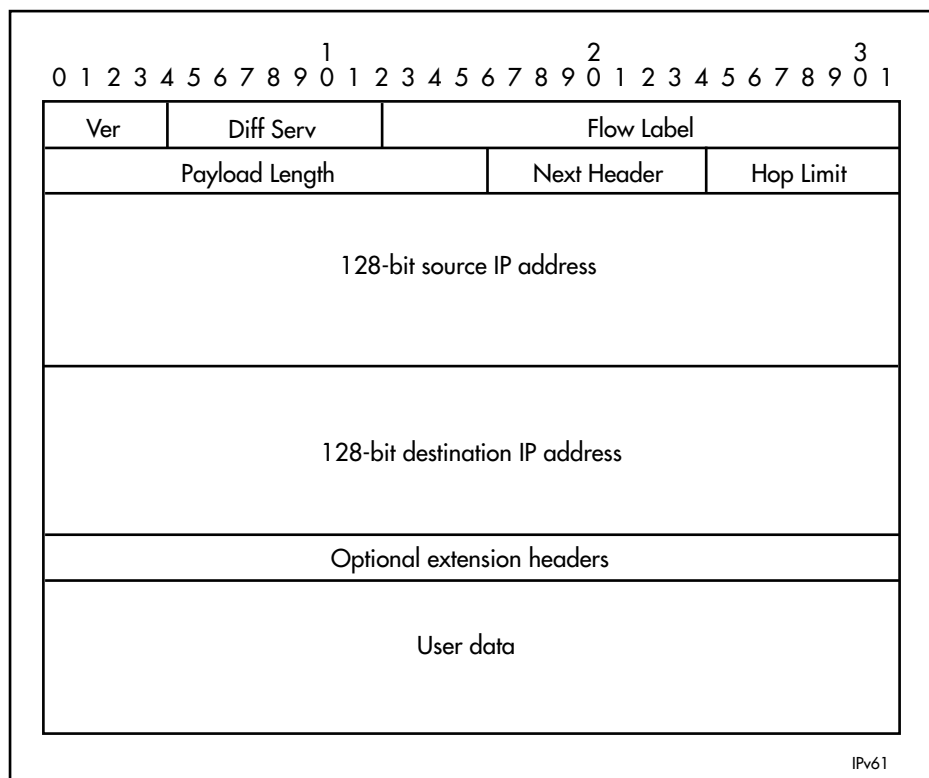 1 2 3
0 1 2 3 4 5 6 7 8 9 0 1 2 3 4 5 6 7 8 9 0 1 2 3 4 5 6 7 8 9 0 1
Ver Diff Serv Flow Label
Payload Length Next Header Hop Limit
128-bit source IP address
128-bit destination IP address
Optional extension headers
User data
IPv61